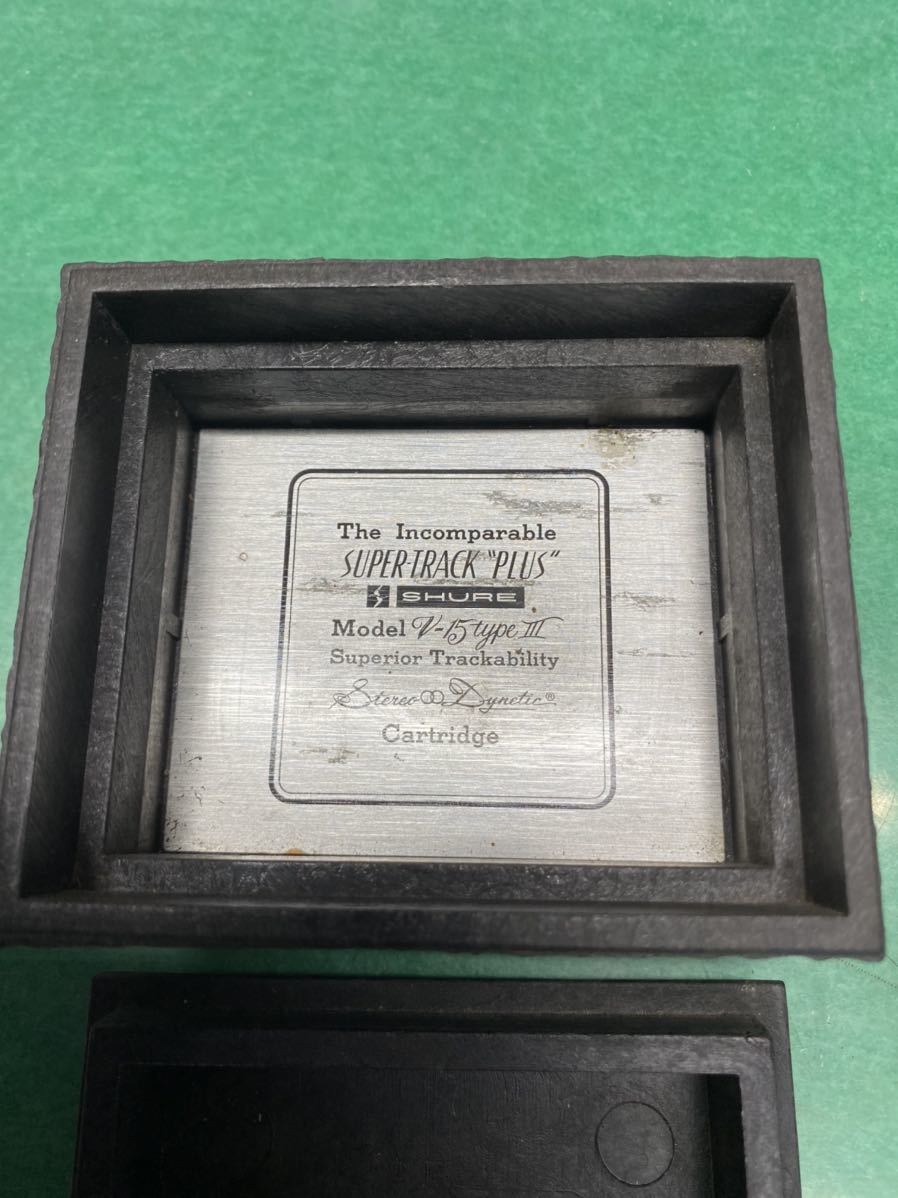 The Incomparable
SUPER-TRACK "PLUS"
SHURE
Model V-15 type III
Superior Trackability
Stereo Dynetic®
Cartridge